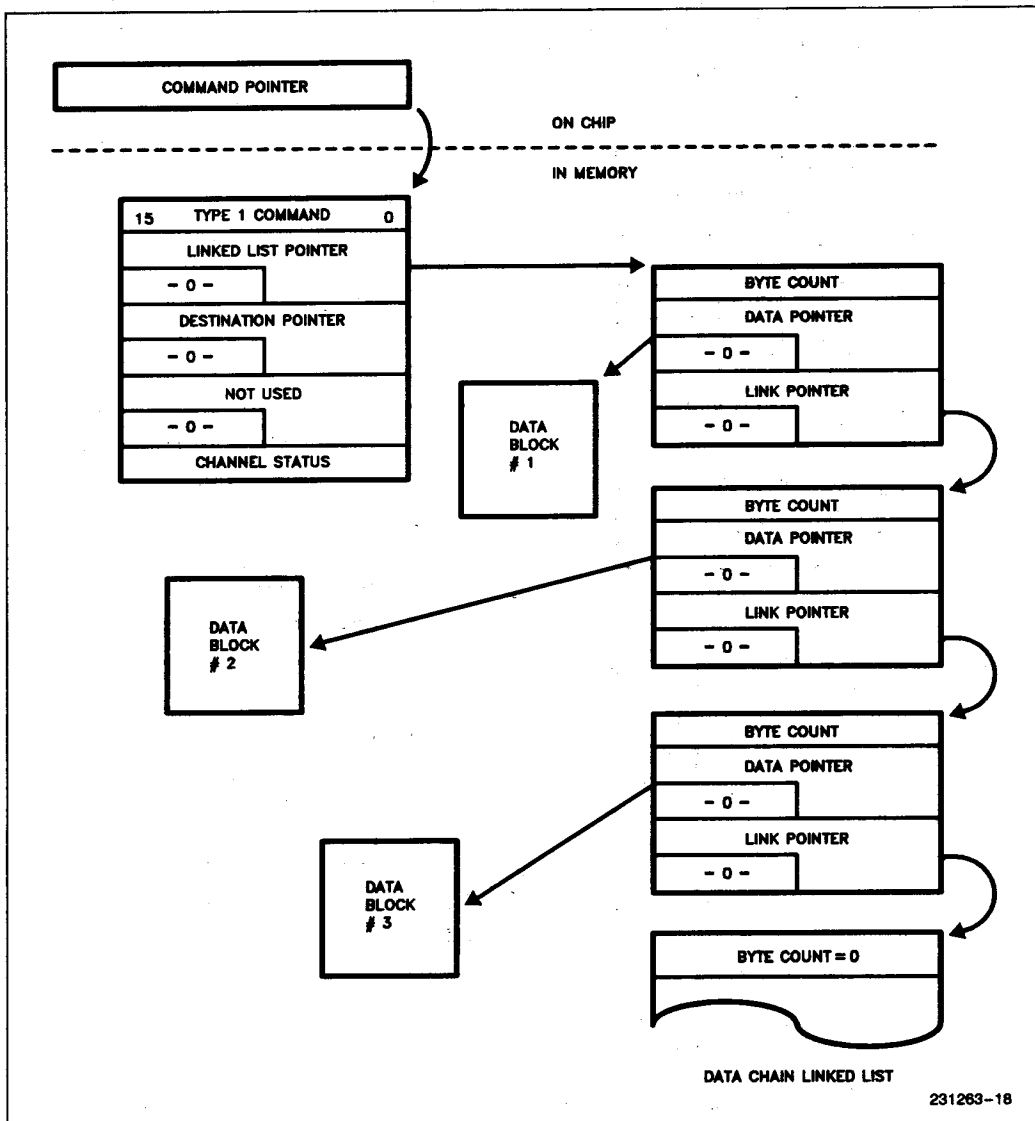 COMMAND POINTER
ON CHIP
IN MEMORY
15 TYPE 1 COMMAND 0
LINKED LIST POINTER
- 0 -
DESTINATION POINTER
- 0 -
NOT USED
- 0 -
CHANNEL STATUS
BYTE COUNT
DATA POINTER
- 0 -
LINK POINTER
- 0 -
DATA
BLOCK
# 1
BYTE COUNT
DATA POINTER
- 0 -
LINK POINTER
- 0 -
DATA
BLOCK
# 2
BYTE COUNT
DATA POINTER
- 0 -
LINK POINTER
- 0 -
DATA
BLOCK
# 3
BYTE COUNT = 0
DATA CHAIN LINKED LIST
231263-18